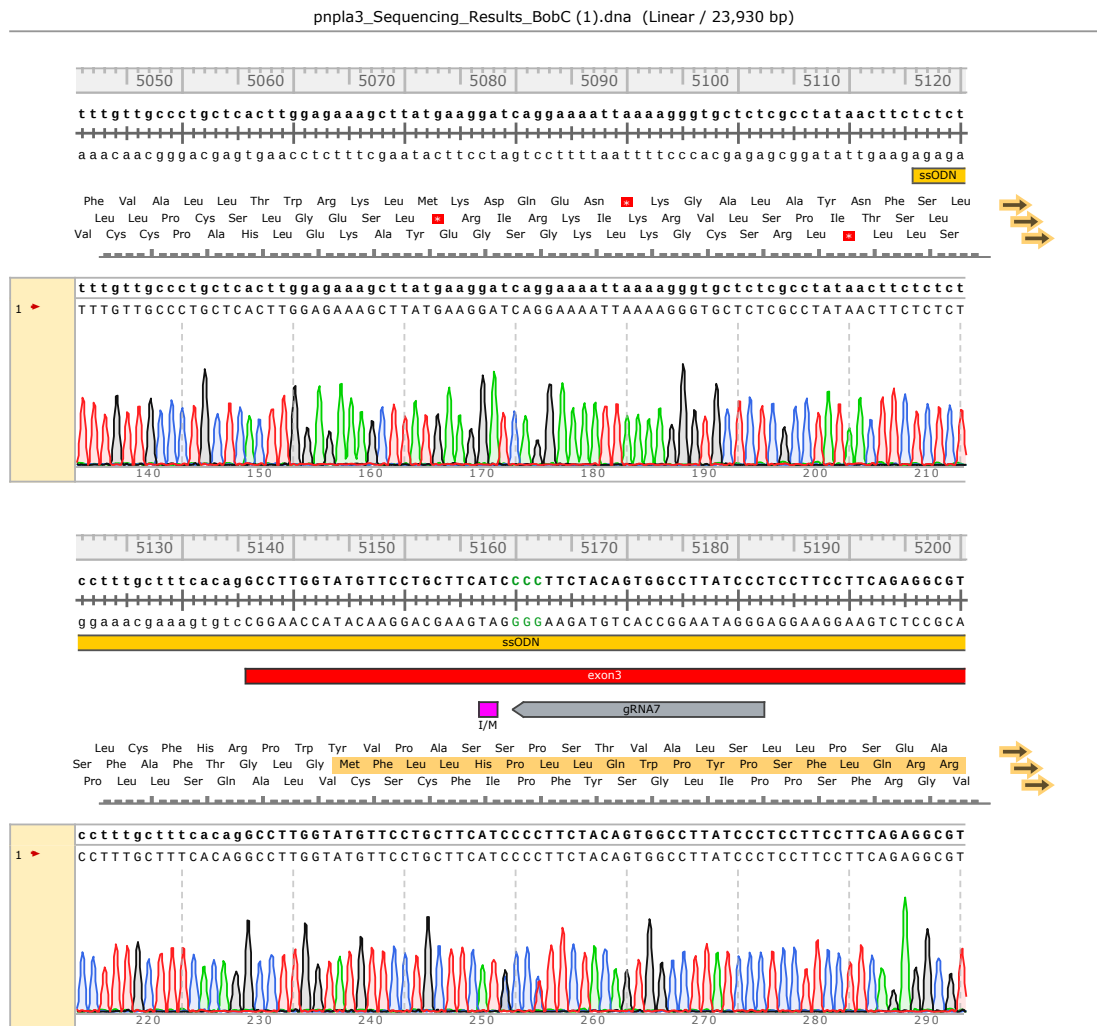 pnpla3_Sequencing_Results_BobC (1).dna (Linear / 23,930 bp)
5050 5060 5070 5080 5090 5100 5110 5120
tttgttgccctgctcacttggagaaagcttatgaaggatcaggaaaattaaaagggtgctctcgcctataacttctctct
aaacaacgggacgagtgaacctctttcgaatacttcctagtccttttaattttcccacgagagcggatattgaagagaga
ssODN
Phe Val Ala Leu Leu Thr Trp Arg Lys Leu Met Lys Asp Gln Glu Asn * Lys Gly Ala Leu Ala Tyr Asn Phe Ser Leu
Leu Leu Pro Cys Ser Leu Gly Glu Ser Leu * Arg Ile Arg Lys Ile Lys Arg Val Leu Ser Pro Ile Thr Ser Leu
Val Cys Cys Pro Ala His Leu Glu Lys Ala Tyr Glu Gly Ser Gly Lys Leu Lys Gly Cys Ser Arg Leu * Leu Leu Ser
tttgttgccctgctcacttggagaaagcttatgaaggatcaggaaaattaaaagggtgctctcgcctataacttctctct
1 TTTGTTGCCCTGCTCACTTGGAGAAAGCTTATGAAGGATCAGGAAAATTAAAAGGGTGCTCTCGCCTATAACTTCTCTCT
140 150 160 170 180 190 200 210
5130 5140 5150 5160 5170 5180 5190 5200
cctttgctttcacagGCCTTGGTATGTTCCTGCTTCATCCCCTTCTACAGTGGCCTTATCCCTCCTTCCTTCAGAGGCGT
ggaaacgaaagtgtcCGGAACCATACAAGGACGAAGTAGGGGAAGATGTCACCGGAATAGGGAGGAAGGAAGTCTCCGCA
ssODN
exon3
gRNA7
I/M
Leu Cys Phe His Arg Pro Trp Tyr Val Pro Ala Ser Ser Pro Ser Thr Val Ala Leu Ser Leu Leu Pro Ser Glu Ala
Ser Phe Ala Phe Thr Gly Leu Gly Met Phe Leu Leu His Pro Leu Leu Gln Trp Pro Tyr Pro Ser Phe Leu Gln Arg Arg
Pro Leu Leu Ser Gln Ala Leu Val Cys Ser Cys Phe Ile Pro Phe Tyr Ser Gly Leu Ile Pro Pro Ser Phe Arg Gly Val
cctttgctttcacagGCCTTGGTATGTTCCTGCTTCATCCCCTTCTACAGTGGCCTTATCCCTCCTTCCTTCAGAGGCGT
1 CCTTTGCTTTCACAGGCCTTGGTATGTTCCTGCTTCATCCCCTTCTACAGTGGCCTTATCCCTCCTTCCTTCAGAGGCGT
220 230 240 250 260 270 280 290